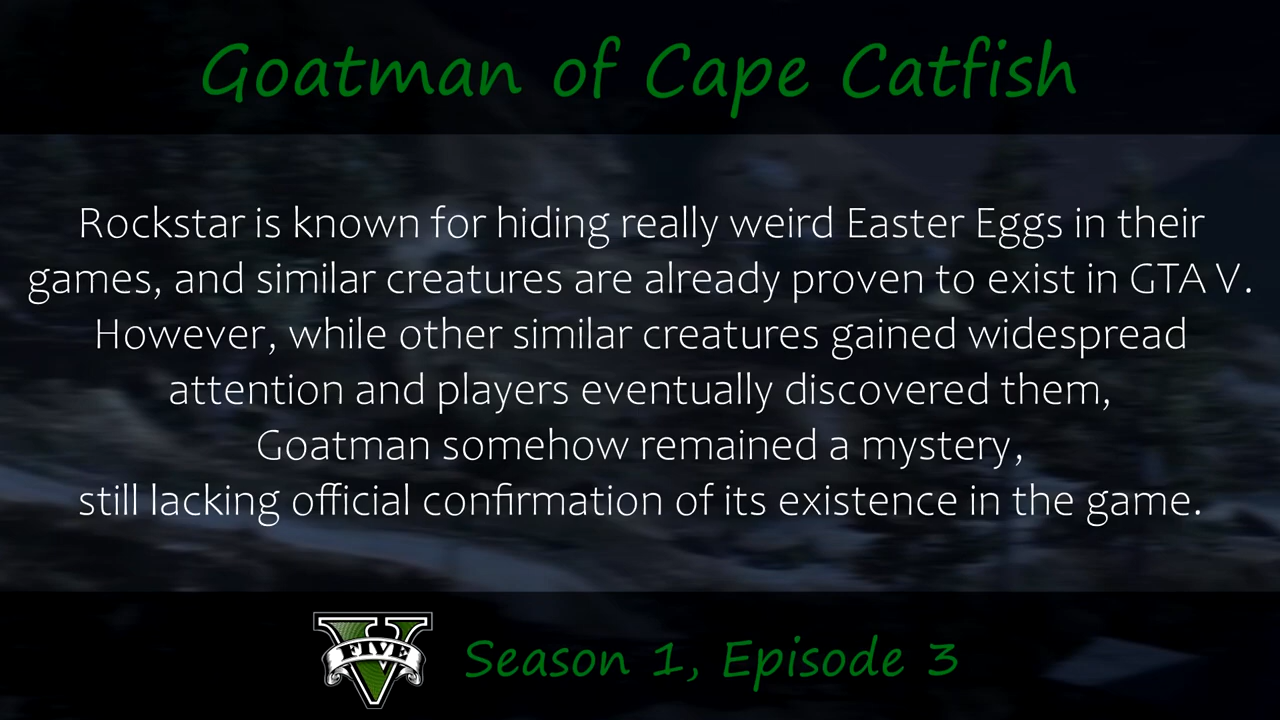 Goatman of Cape Catfish
Rockstar is known for hiding really weird Easter Eggs in their
games, and similar creatures are already proven to exist in GTA V.
However, while other similar creatures gained widespread
attention and players eventually discovered them,
Goatman somehow remained a mystery,
still lacking official confirmation of its existence in the game.
V
FIVE
Season 1, Episode 3